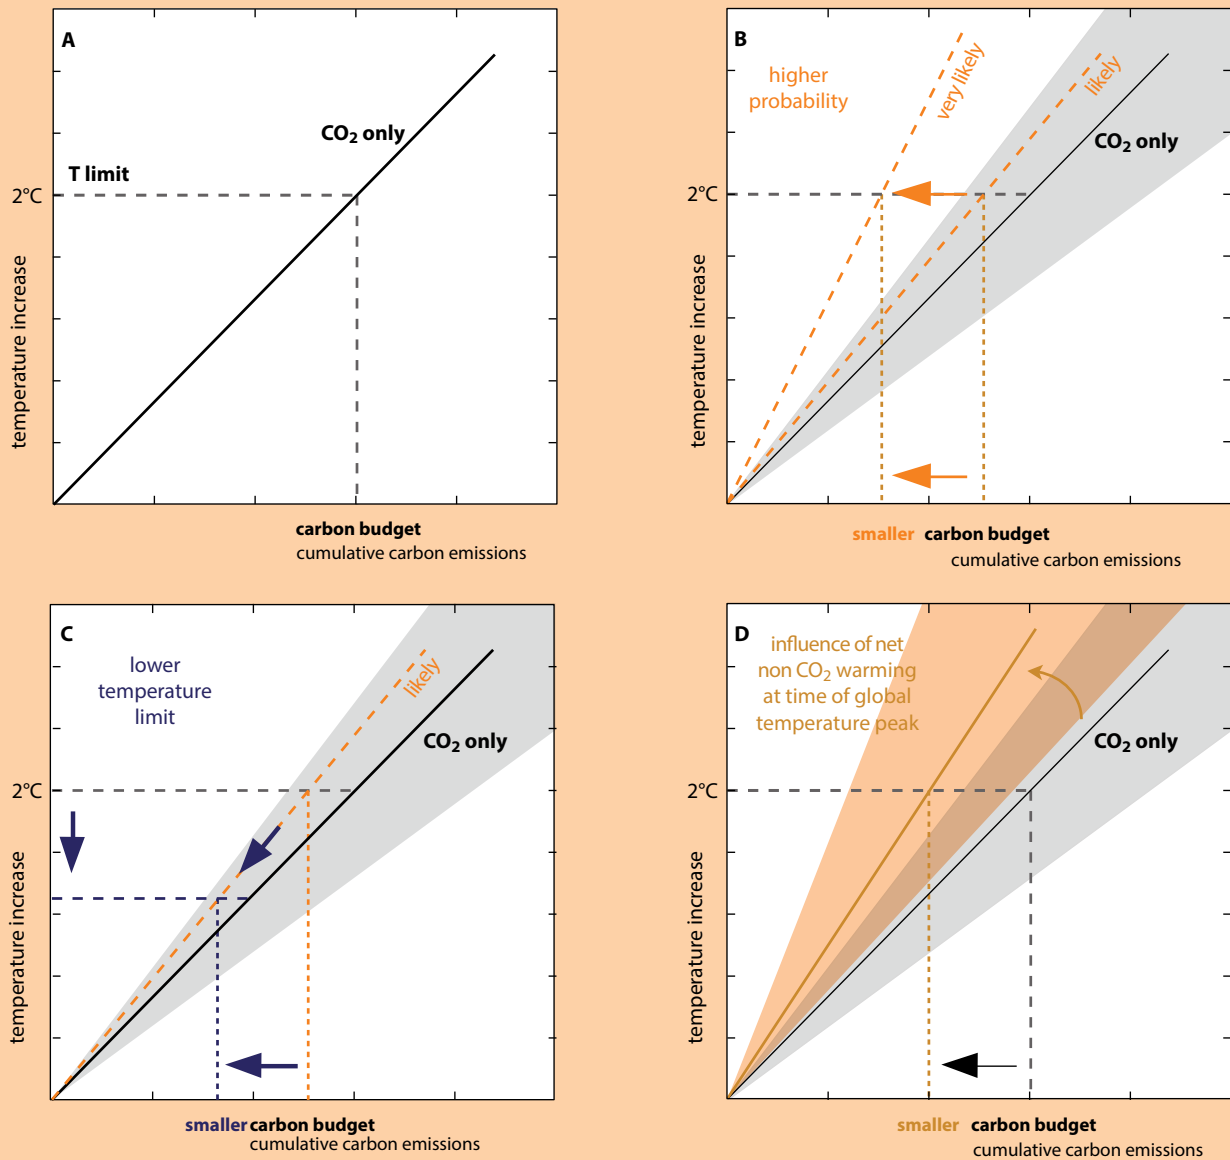 A
CO₂ only
T limit
2°C
temperature increase
carbon budget
cumulative carbon emissions
B
higher
probability
very likely
likely
CO₂ only
2°C
temperature increase
smaller carbon budget
cumulative carbon emissions
C
lower
temperature
limit
likely
CO₂ only
2°C
temperature increase
smaller carbon budget
cumulative carbon emissions
D
influence of net
non CO₂ warming
at time of global
temperature peak
CO₂ only
2°C
temperature increase
smaller carbon budget
cumulative carbon emissions